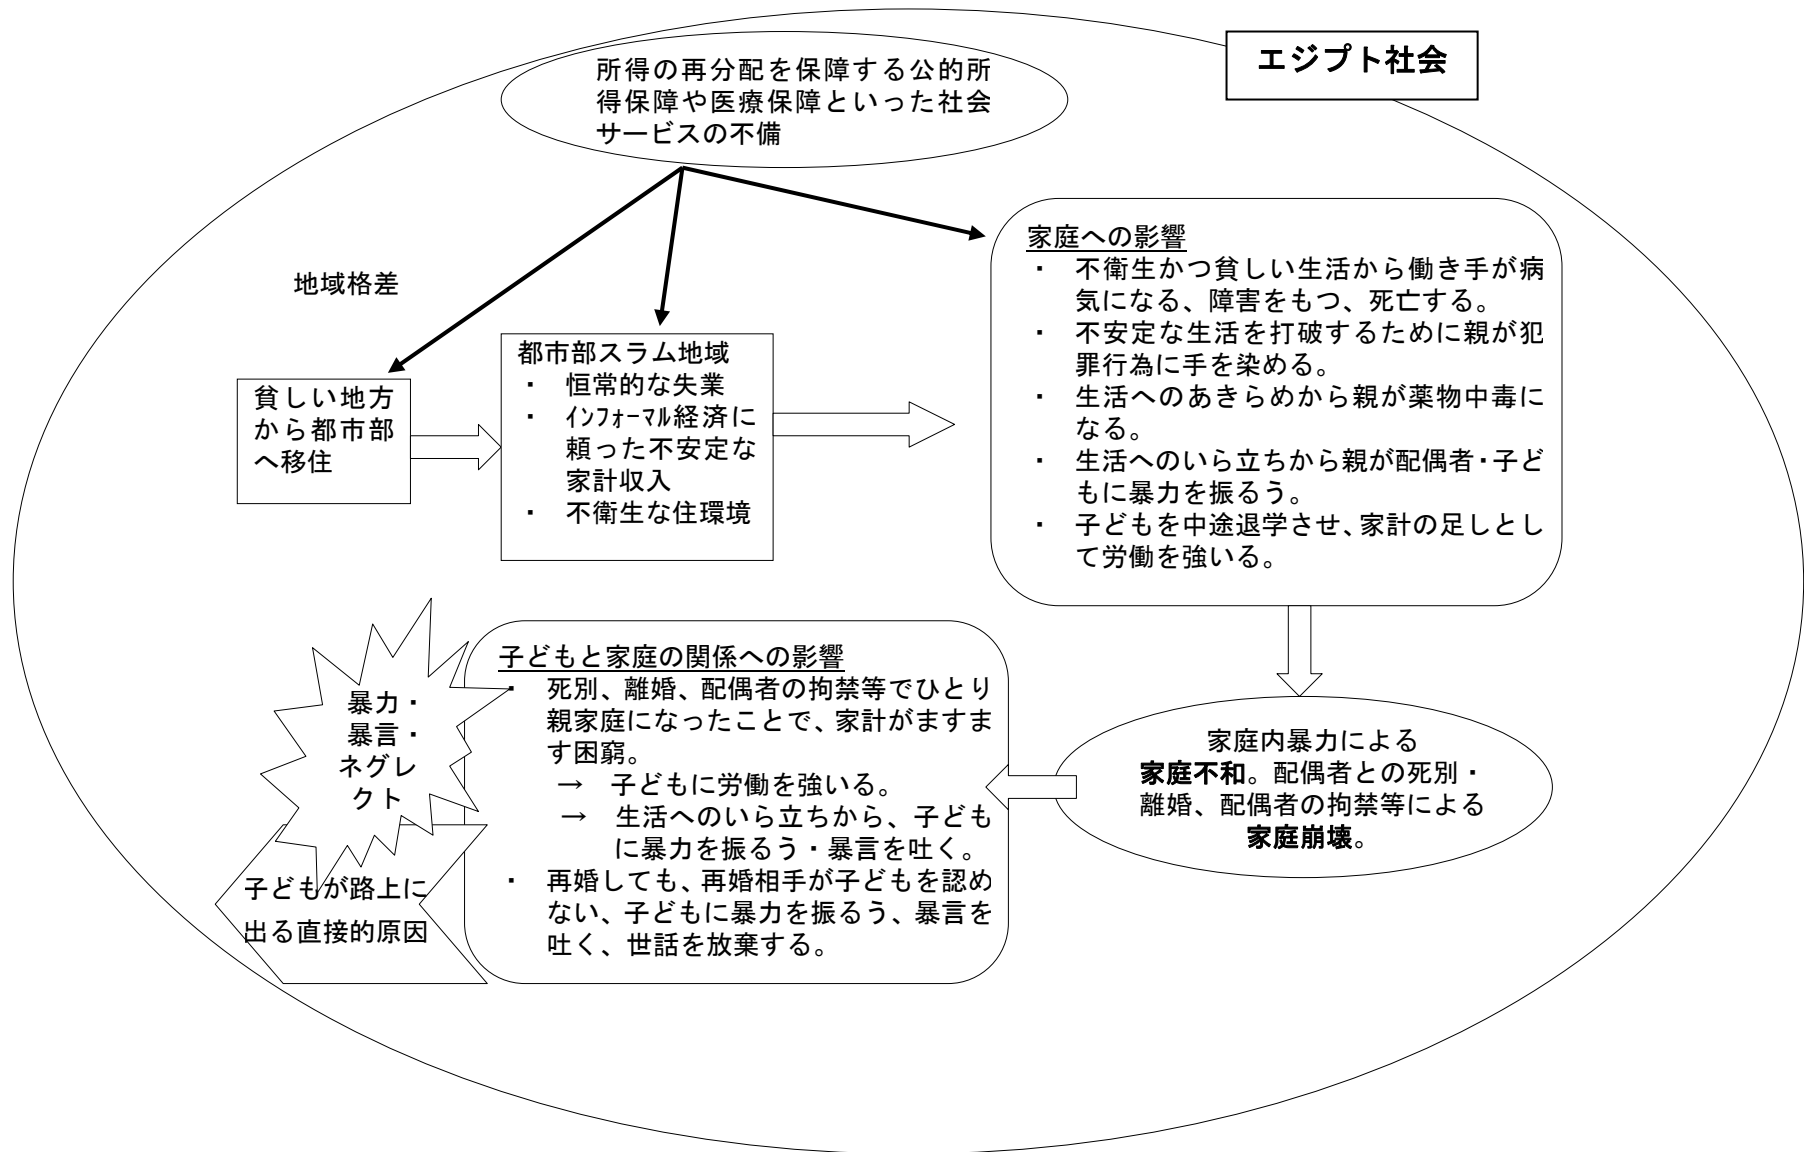 エジプト社会
所得の再分配を保障する公的所
得保障や医療保障といった社会
サービスの不備
地域格差
貧しい地方
から都市部
へ移住
都市部スラム地域
・ 恒常的な失業
・ インフォーマル経済に
頼った不安定な
家計収入
・ 不衛生な住環境
家庭への影響
・ 不衛生かつ貧しい生活から働き手が病
気になる、障害をもつ、死亡する。
・ 不安定な生活を打破するために親が犯
罪行為に手を染める。
・ 生活へのあきらめから親が薬物中毒に
なる。
・ 生活へのいら立ちから親が配偶者・子ど
もに暴力を振るう。
・ 子どもを中途退学させ、家計の足しとし
て労働を強いる。
家庭内暴力による
家庭不和。配偶者との死別・
離婚、配偶者の拘禁等による
家庭崩壊。
子どもと家庭の関係への影響
・ 死別、離婚、配偶者の拘禁等でひとり
親家庭になったことで、家計がますま
す困窮。
→ 子どもに労働を強いる。
→ 生活へのいら立ちから、子ども
に暴力を振るう・暴言を吐く。
・ 再婚しても、再婚相手が子どもを認め
ない、子どもに暴力を振るう、暴言を
吐く、世話を放棄する。
暴力・
暴言・
ネグレ
クト
子どもが路上に
出る直接的原因